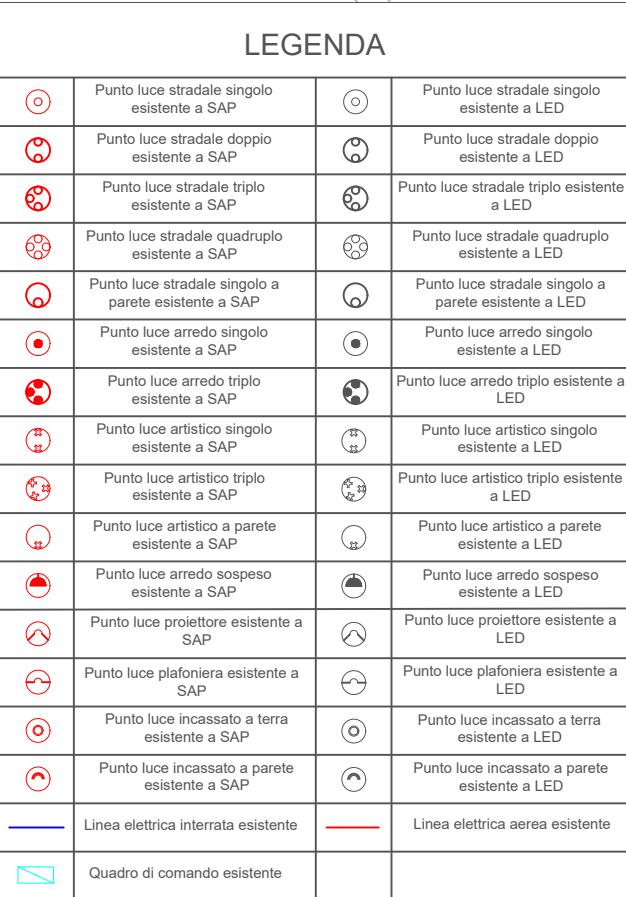 LEGENDA
Punto luce stradale singolo
esistente a SAP
Punto luce stradale singolo
esistente a LED
Punto luce stradale doppio
esistente a SAP
Punto luce stradale doppio
esistente a LED
Punto luce stradale triplo
esistente a SAP
Punto luce stradale triplo esistente
a LED
Punto luce stradale quadruplo
esistente a SAP
Punto luce stradale quadruplo
esistente a LED
Punto luce stradale singolo a
parete esistente a SAP
Punto luce stradale singolo a
parete esistente a LED
Punto luce arredo singolo
esistente a SAP
Punto luce arredo singolo
esistente a LED
Punto luce arredo triplo
esistente a SAP
Punto luce arredo triplo esistente a
LED
Punto luce artistico singolo
esistente a SAP
Punto luce artistico singolo
esistente a LED
Punto luce artistico triplo
esistente a SAP
Punto luce artistico triplo esistente
a LED
Punto luce artistico a parete
esistente a SAP
Punto luce artistico a parete
esistente a LED
Punto luce arredo sospeso
esistente a SAP
Punto luce arredo sospeso
esistente a LED
Punto luce proiettore esistente a
SAP
Punto luce proiettore esistente a
LED
Punto luce plafoniera esistente a
SAP
Punto luce plafoniera esistente a
LED
Punto luce incassato a terra
esistente a SAP
Punto luce incassato a terra
esistente a LED
Punto luce incassato a parete
esistente a SAP
Punto luce incassato a parete
esistente a LED
Linea elettrica interrata esistente
Linea elettrica aerea esistente
Quadro di comando esistente